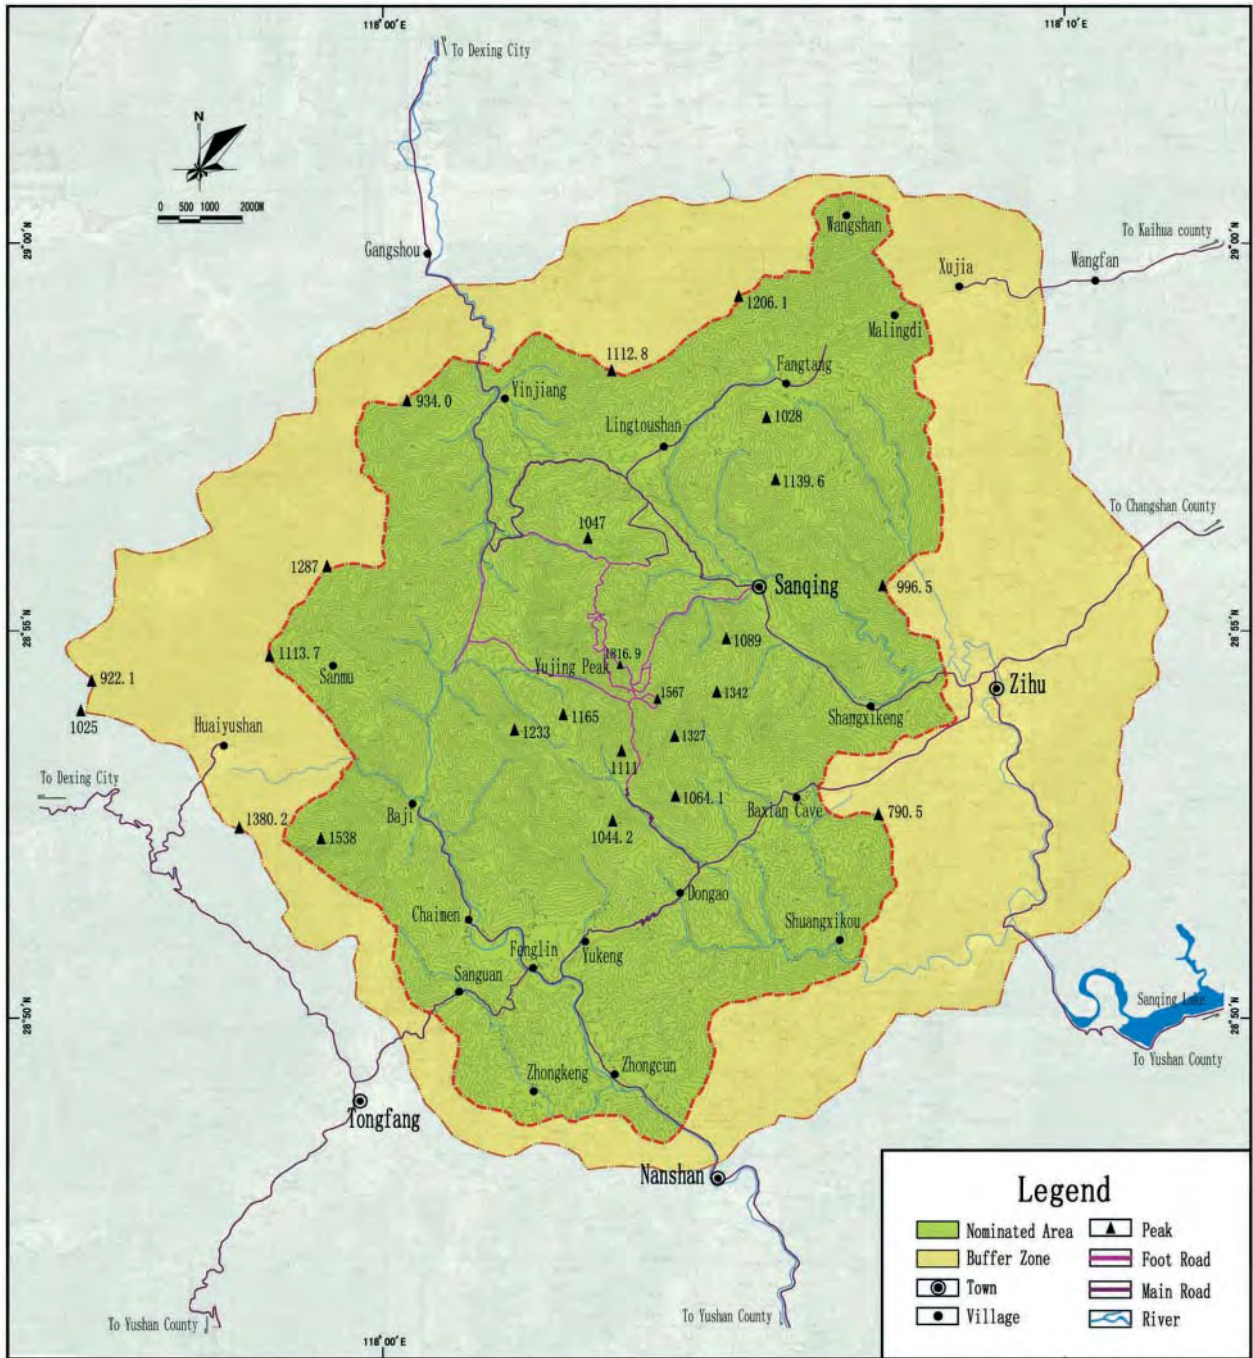 118°00′E
118°10′E
To Dexing City
N
0 500 1000 2000M
Wangshan
To Kaihua county
29°00′N
29°00′N
Gangshou
Xujia
Wangfan
1206.1
Malingdi
1112.8
Fangtang
934.0
Yinjiang
1028
Lingtoushan
1139.6
To Changshan County
1047
1287
Sanqing
996.5
28°55′N
28°55′N
1089
1113.7
Sanmu
Yujing Peak
1816.9
922.1
1567
1342
Zihu
1025
Shangxikeng
Huaiyushan
1165
1233
1327
1111
To Dexing City
1064.1
Baxian Cave
Baji
790.5
1380.2
1538
1044.2
Dongao
Chaimen
Shuangxikou
Fenglin
Yukeng
Sanguan
Sanqing Lake
28°50′N
28°50′N
To Yushan County
Zhongkeng
Zhongcun
Tongfang
Nanshan
Legend
Nominated Area
Peak
Buffer Zone
Foot Road
Town
Main Road
Village
River
To Yushan County
To Yushan County
118°00′E